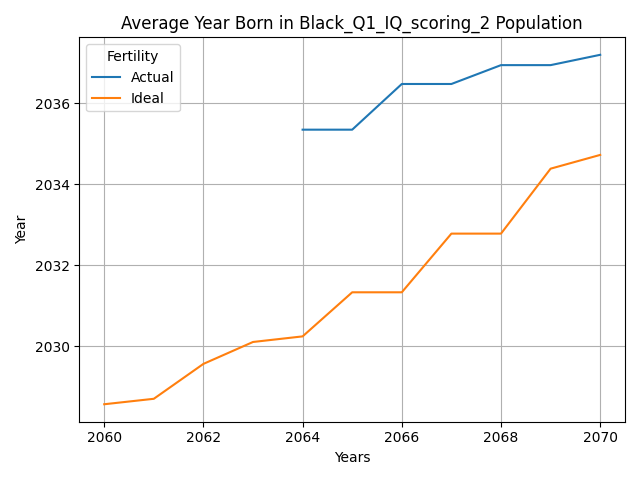 Average Year Born in Black_Q1_IQ_scoring_2 Population
Fertility
Actual
Ideal
2036
2034
2032
2030
Year
2060 2062 2064 2066 2068 2070
Years